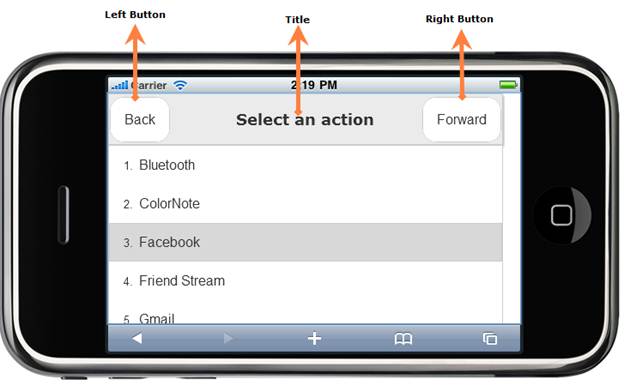 Left Button
Title
Right Button
Carrier
2:19 PM
Back
Select an action
Forward
1. Bluetooth
2. ColorNote
3. Facebook
4. Friend Stream
5. Gmail